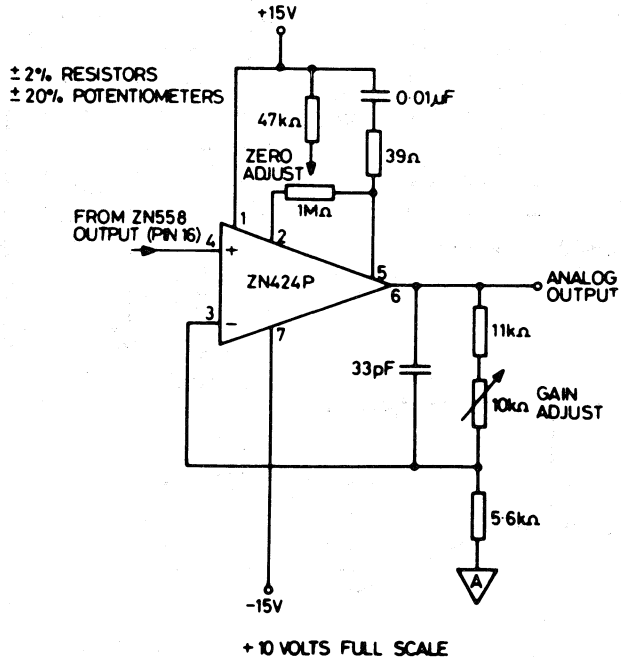 +15V
± 2% RESISTORS
± 20% POTENTIOMETERS
0·01µF
47kΩ
39Ω
ZERO
ADJUST
1MΩ
FROM ZN558
OUTPUT (PIN 16)
1
2
4
+
5
ZN424P
6
ANALOG
OUTPUT
3
−
7
11kΩ
33pF
10kΩ
GAIN
ADJUST
5·6kΩ
A
-15V
+10 VOLTS FULL SCALE